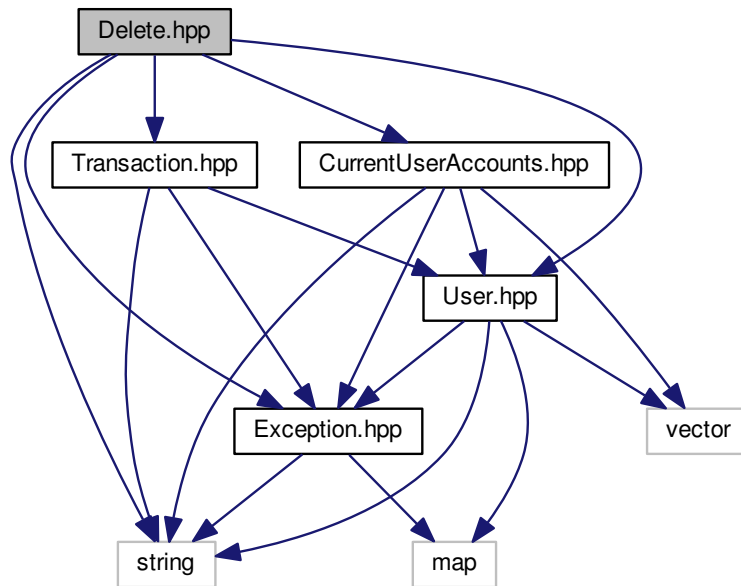 Delete.hpp
Transaction.hpp
CurrentUserAccounts.hpp
User.hpp
Exception.hpp
vector
string
map